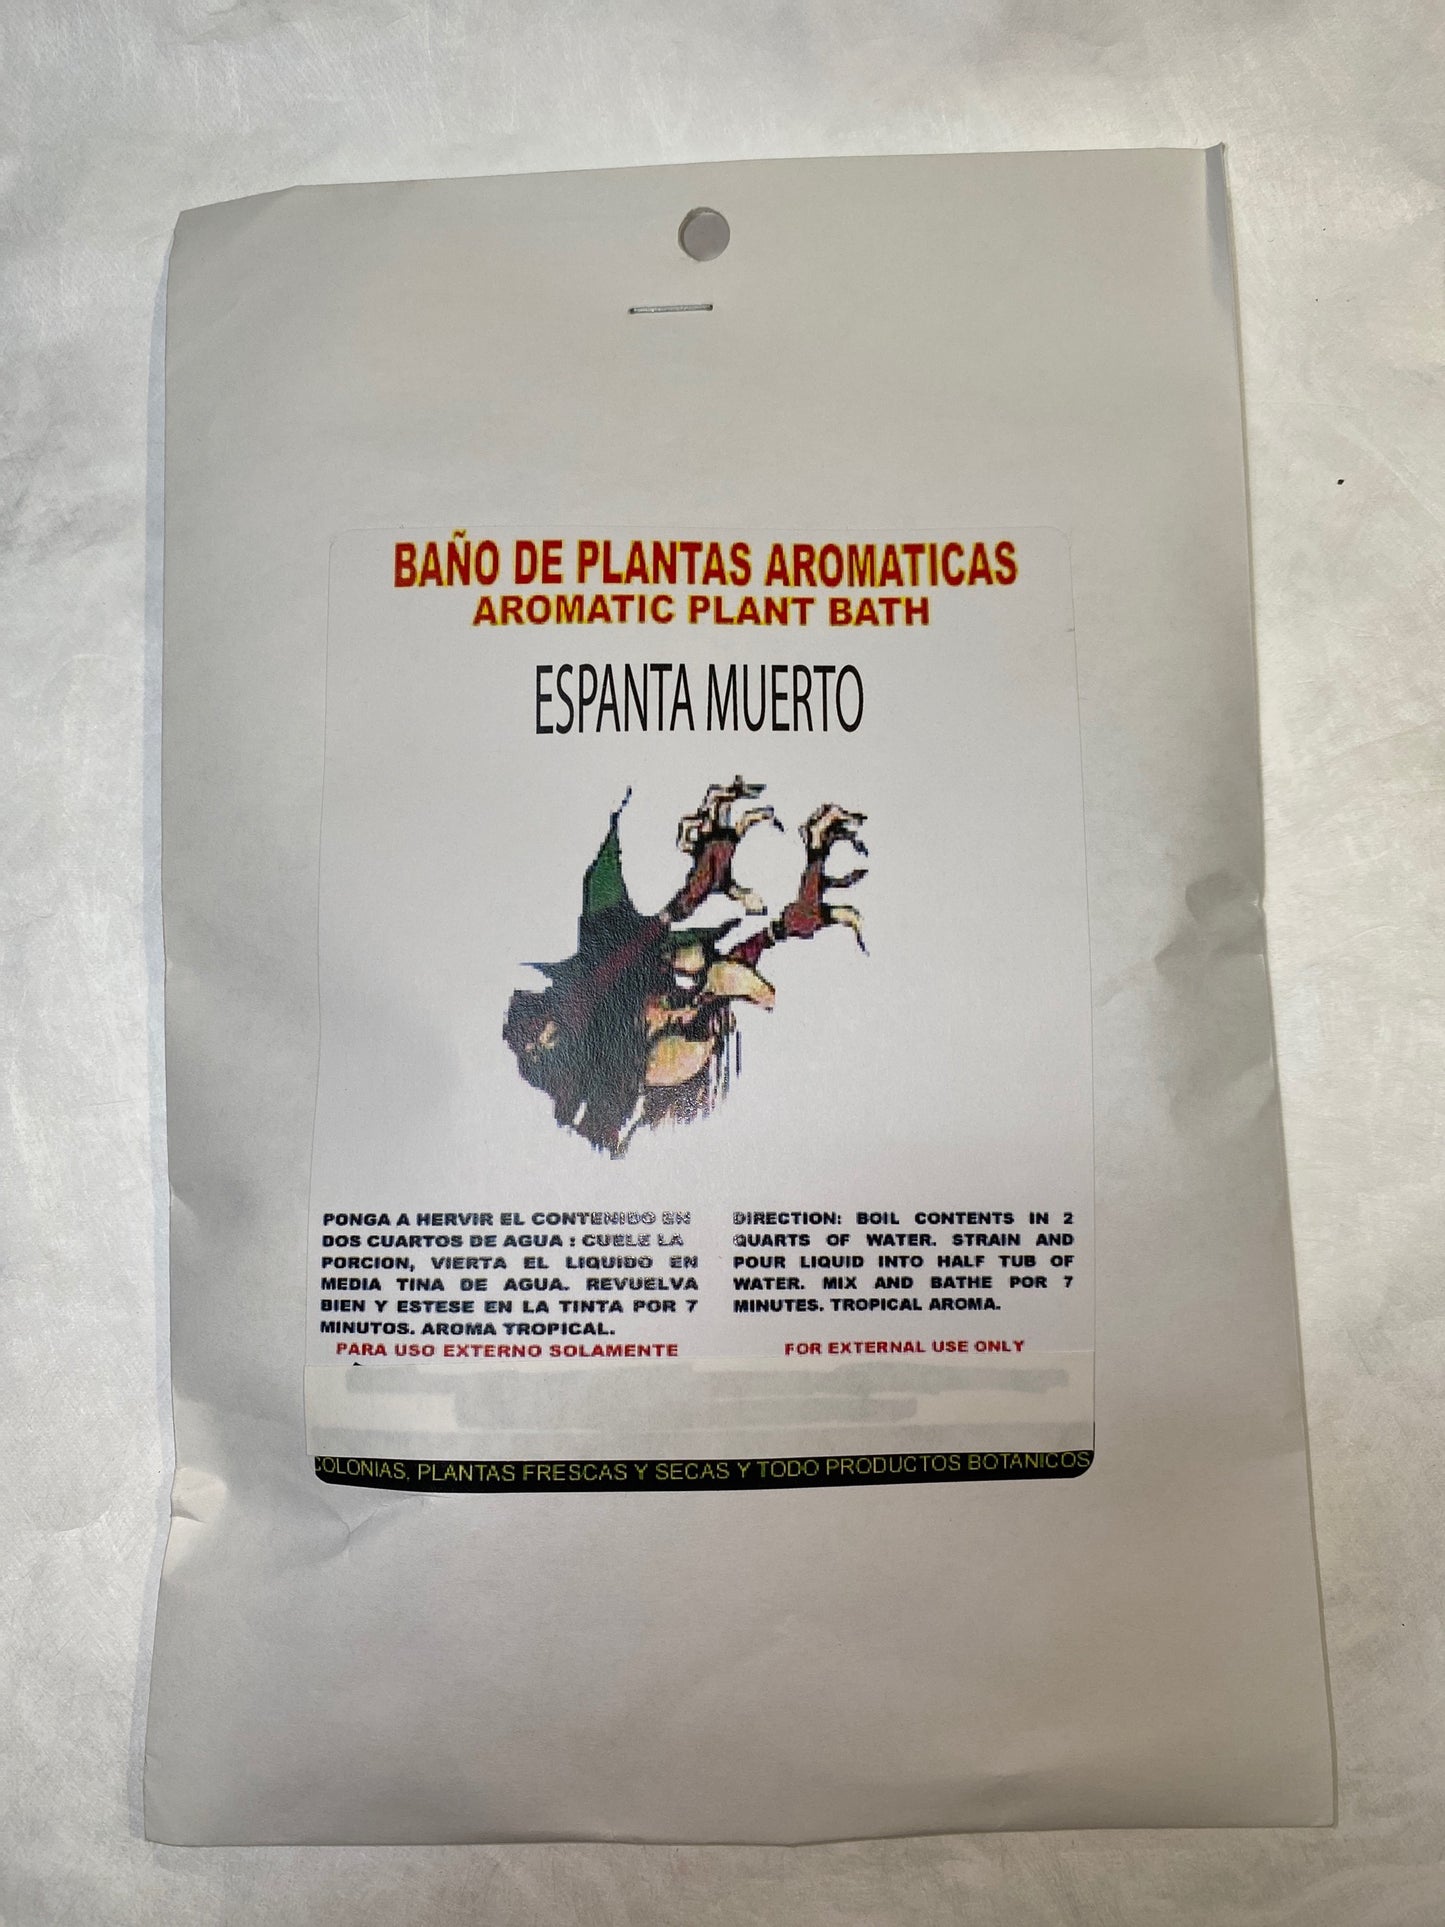 BAÑO DE PLANTAS AROMATICAS
AROMATIC PLANT BATH
ESPANTA MUERTO
PONGA A HERVIR EL CONTENIDO EN
DOS CUARTOS DE AGUA : CUELE LA
PORCION, VIERTA EL LIQUIDO EN
MEDIA TINA DE AGUA. REVUELVA
BIEN Y ESTESE EN LA TINTA POR 7
MINUTOS. AROMA TROPICAL.
PARA USO EXTERNO SOLAMENTE
DIRECTION: BOIL CONTENTS IN 2
QUARTS OF WATER. STRAIN AND
POUR LIQUID INTO HALF TUB OF
WATER. MIX AND BATHE POR 7
MINUTES. TROPICAL AROMA.
FOR EXTERNAL USE ONLY
COLONIAS, PLANTAS FRESCAS Y SECAS Y TODO PRODUCTOS BOTANICOS